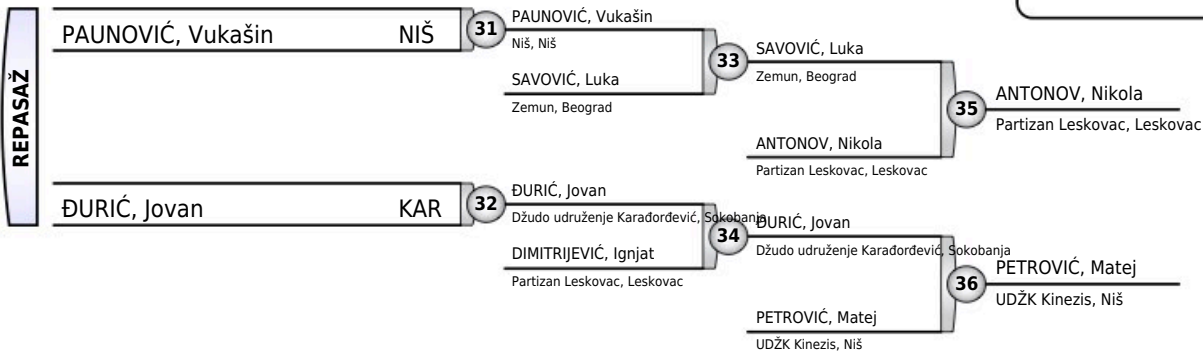 REPASAŽ
PAUNOVIĆ, Vukašin NIŠ
31
PAUNOVIĆ, Vukašin
Niš, Niš
SAVOVIĆ, Luka
Zemun, Beograd
33
SAVOVIĆ, Luka
Zemun, Beograd
ANTONOV, Nikola
Partizan Leskovac, Leskovac
35
ANTONOV, Nikola
Partizan Leskovac, Leskovac
ĐURIĆ, Jovan KAR
32
ĐURIĆ, Jovan
Džudo udruženje Karađorđević, Sokobanja
DIMITRIJEVIĆ, Ignjat
Partizan Leskovac, Leskovac
34
ĐURIĆ, Jovan
Džudo udruženje Karađorđević, Sokobanja
PETROVIĆ, Matej
UDŽK Kinezis, Niš
36
PETROVIĆ, Matej
UDŽK Kinezis, Niš